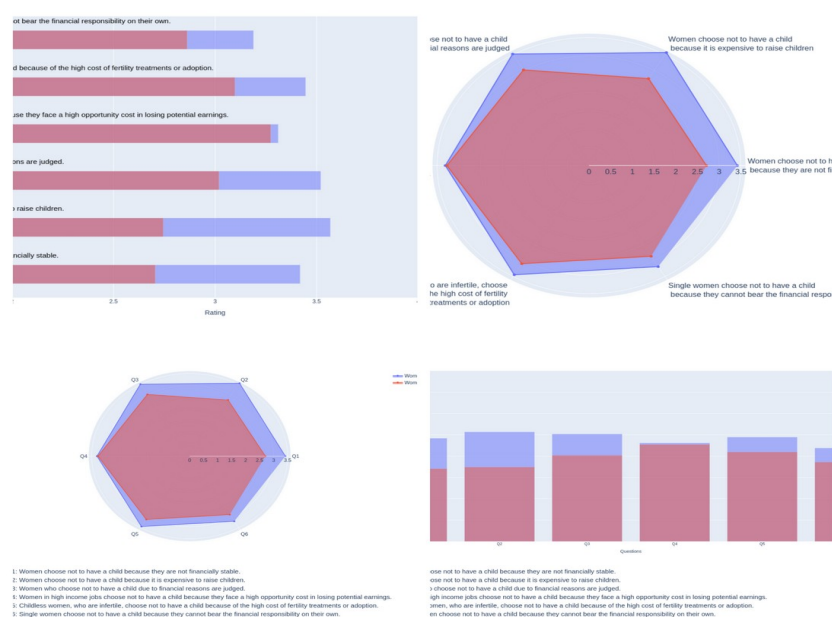 ot bear the financial responsibility on their own.
d because of the high cost of fertility treatments or adoption.
use they face a high opportunity cost in losing potential earnings.
ons are judged.
raise children.
ncially stable.
2.5 3 3.5
Rating
ose not to have a child
ial reasons are judged
Women choose not to have a child
because it is expensive to raise children
Women choose not to h
because they are not fi
0 0.5 1 1.5 2 2.5 3 3.5
o are infertile, choose
he high cost of fertility
reatments or adoption
Single women choose not to have a child
because they cannot bear the financial respo
Q3 Q2
Q4 Q1
0 0.5 1 1.5 2 2.5 3 3.5
Q5 Q6
Wom
Wom
1: Women choose not to have a child because they are not financially stable.
2: Women choose not to have a child because it is expensive to raise children.
3: Women who choose not to have a child due to financial reasons are judged.
4: Women in high income jobs choose not to have a child because they face a high opportunity cost in losing potential earnings.
5: Childless women, who are infertile, choose not to have a child because of the high cost of fertility treatments or adoption.
6: Single women choose not to have a child because they cannot bear the financial responsibility on their own.
Q2 Q3 Q4 Q5
Questions
ose not to have a child because they are not financially stable.
ose not to have a child because it is expensive to raise children.
choose not to have a child due to financial reasons are judged.
igh income jobs choose not to have a child because they face a high opportunity cost in losing potential earnings.
omen, who are infertile, choose not to have a child because of the high cost of fertility treatments or adoption.
en choose not to have a child because they cannot bear the financial responsibility on their own.